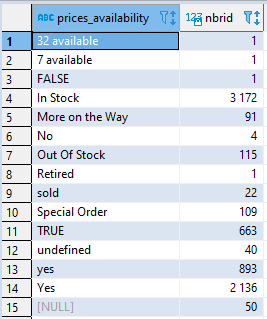 ABC prices_availability 123 nbrid
1 32 available 1
2 7 available 1
3 FALSE 1
4 In Stock 3 172
5 More on the Way 91
6 No 4
7 Out Of Stock 115
8 Retired 1
9 sold 22
10 Special Order 109
11 TRUE 663
12 undefined 40
13 yes 893
14 Yes 2 136
15 [NULL] 50